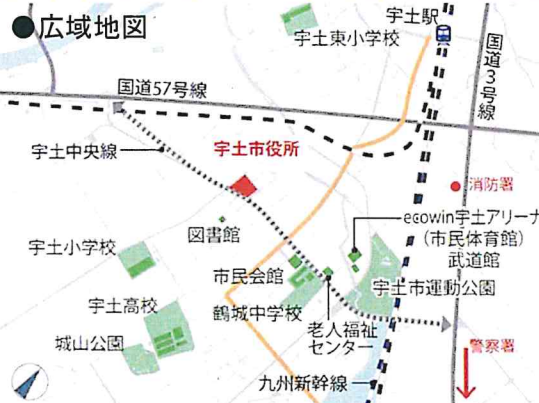 ●広域地図
宇土駅
宇土東小学校
国道3号線
国道57号線
宇土中央線
宇土市役所
消防署
図書館
ecowin宇土アリーナ
(市民体育館)
武道館
宇土小学校
市民会館
宇土市運動公園
宇土高校
鶴城中学校
老人福祉
センター
城山公園
警察署
九州新幹線